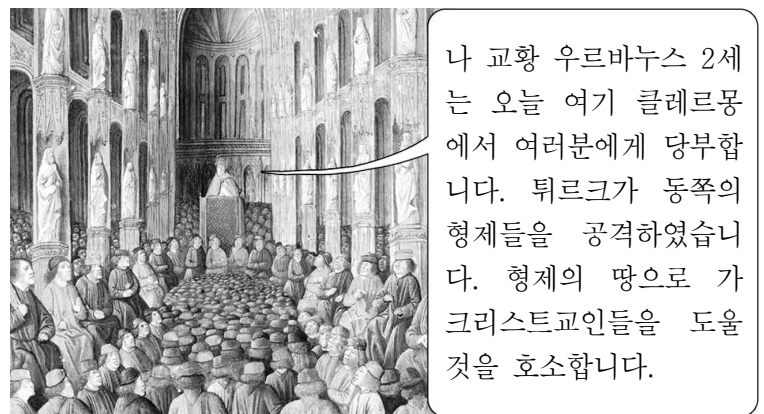 나 교황 우르바누스 2세
는 오늘 여기 클레르몽
에서 여러분에게 당부합
니다. 튀르크가 동쪽의
형제들을 공격하였습니
다. 형제의 땅으로 가
크리스트교인들을 도울
것을 호소합니다.